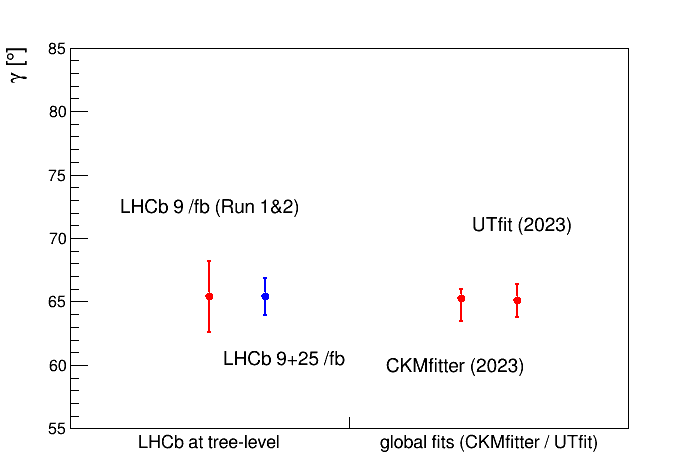 γ [°]
85
80
75
70
65
60
55
LHCb 9 /fb (Run 1&2)
UTfit (2023)
LHCb 9+25 /fb
CKMfitter (2023)
LHCb at tree-level
global fits (CKMfitter / UTfit)